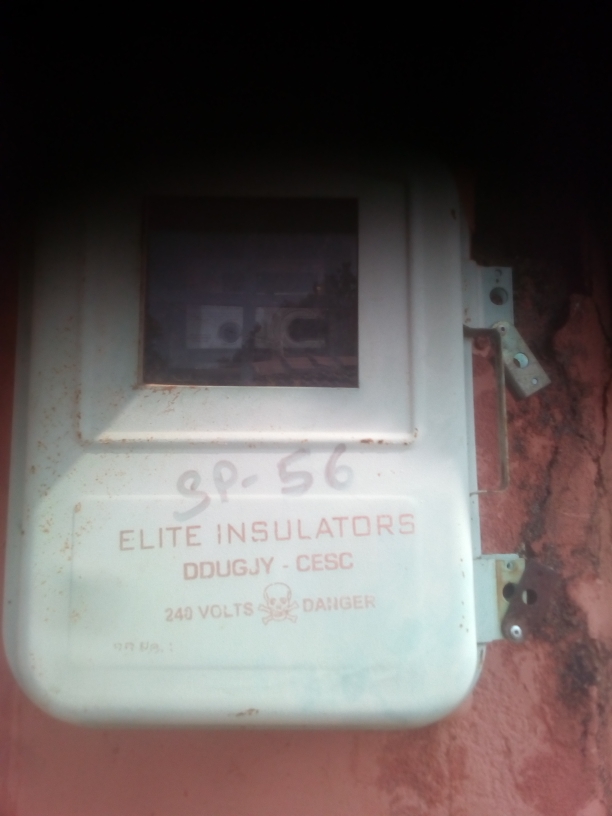 SP-56
ELITE INSULATORS
DDUGJY - CESC
240 VOLTS DANGER